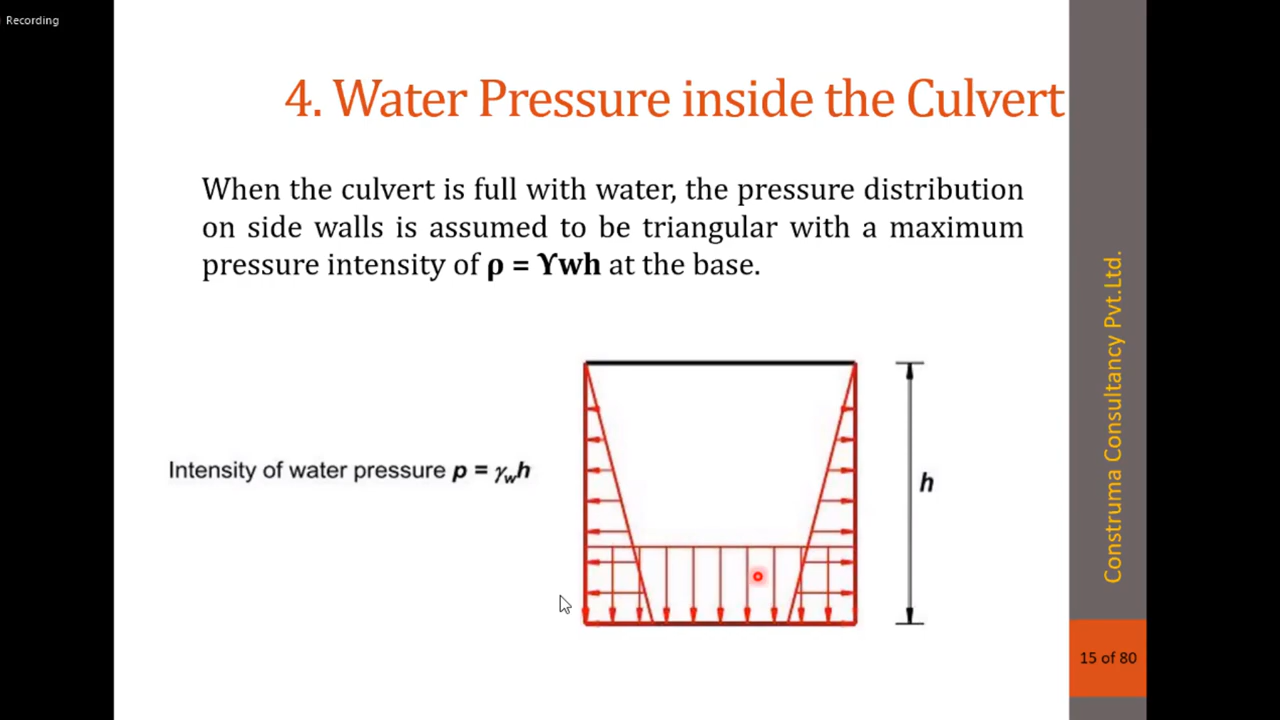 Recording
4. Water Pressure inside the Culvert
When the culvert is full with water, the pressure distribution
on side walls is assumed to be triangular with a maximum
pressure intensity of ρ = ϒwh at the base.
Intensity of water pressure p = γwh
h
Construma Consultancy Pvt.Ltd.
15 of 80